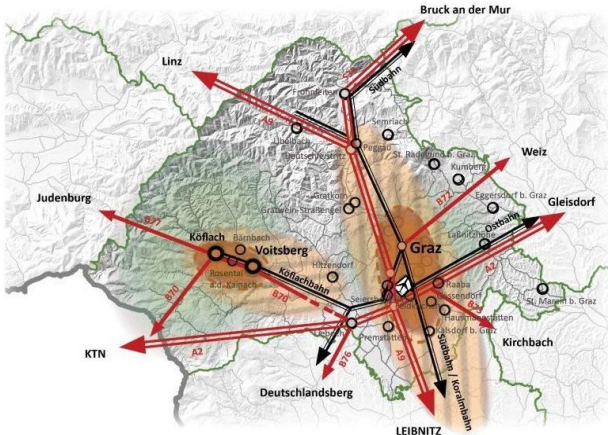 Bruck an der Mur
Linz
Südbahn
Frohnleiten
A9
Semriach
Übelbach
Deutschfeistritz
Peggau
St. Radegund b. Graz
Kumberg
Weiz
Judenburg
B72
Eggersdorf b. Graz
Gleisdorf
Gratkorn
Gratwein-Straßengel
B77
Köflach
Bärnbach
Voitsberg
Graz
Ostbahn
Laßnitzhöhe
Rosental
a.d. Kainach
Köflachbahn
Hitzendorf
A2
Raaba
St. Marein b. Graz
B70
B70
Gössendorf
Hausmannstätten
Kalsdorf b. Graz
Premstätten
Kirchbach
KTN
A2
B76
A9
Südbahn / Koralmbahn
Deutschlandsberg
LEIBNITZ